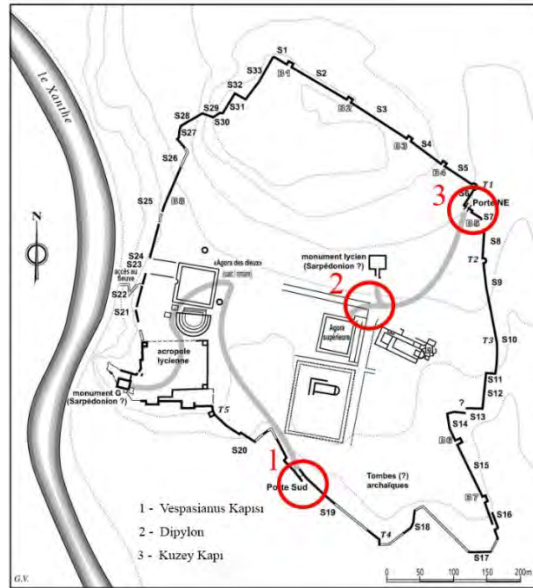 S1
B1
S2
S33
S32
S31
S30
S29
S28
S27
S26
S25
B2
S3
B3
S4
B4
S5
T1
S6
3
Porte NE
S7
B5
S8
T2
S9
T3
S10
S11
S12
S13
?
S14
B6
S15
B7
S16
S17
S18
T4
S19
S20
T5
le Xanthe
N
B8
S24
S23
accès au
fleuve
S22
S21
«Agora des dieux»
monument lycien
(Sarpédonion ?)
2
Agora
supérieure
acropole
lycienne
monument G
(Sarpédonion ?)
1
Porte Sud
Tombes (?)
archaïques
1 - Vespasianus Kapısı
2 - Dipylon
3 - Kuzey Kapı
0 50 100 150 200m
G.V.